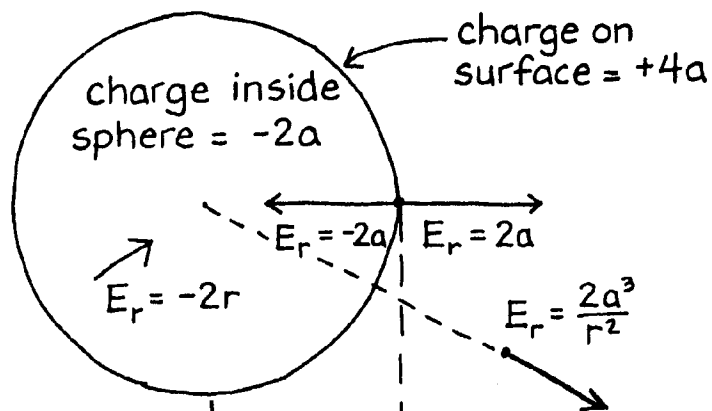 charge on
surface = +4a
charge inside
sphere = -2a
E_r = -2a
E_r = 2a
E_r = -2r
E_r = 2a³/r²